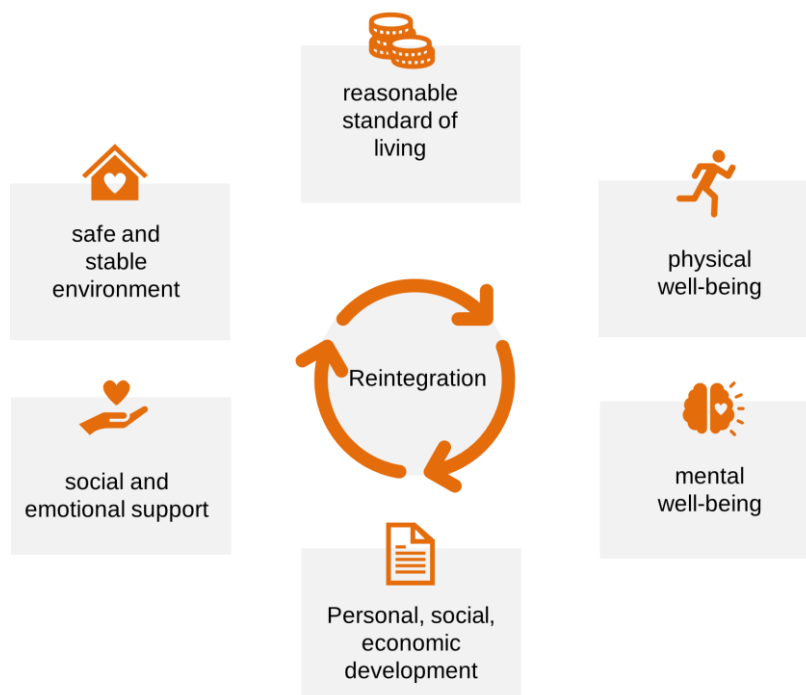 reasonable
standard of
living
safe and
stable
environment
physical
well-being
Reintegration
social and
emotional support
mental
well-being
Personal, social,
economic
development